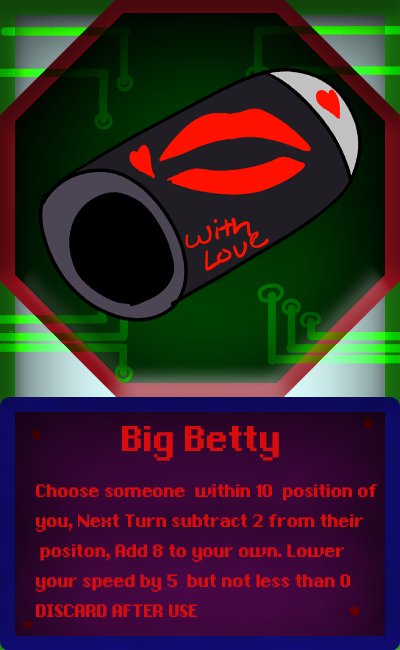 With
Love
Big Betty
Choose someone within 10 position of
you, Next Turn subtract 2 from their
positon, Add 8 to your own. Lower
your speed by 5 but not less than 0
DISCARD AFTER USE